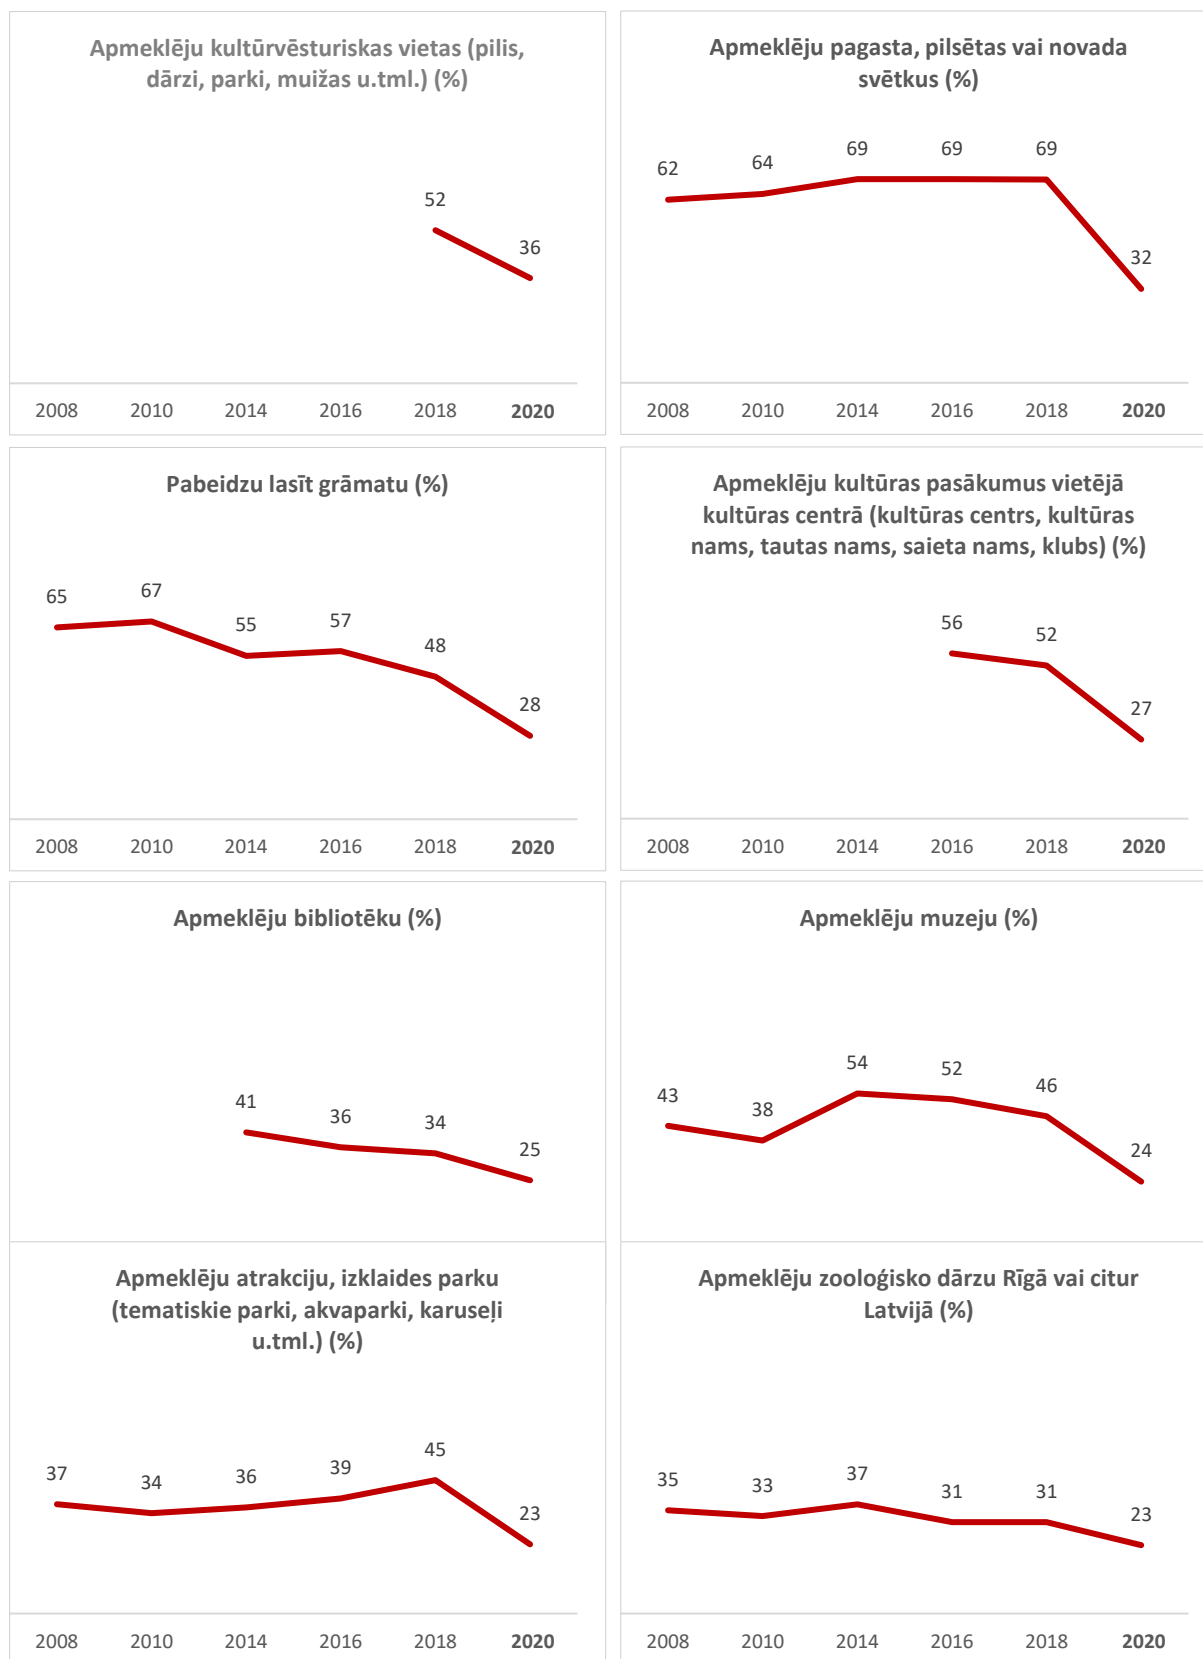 Apmeklēju kultūrvēsturiskas vietas (pilis,
dārzi, parki, muižas u.tml.) (%)
52
36
2008 2010 2014 2016 2018 2020
Apmeklēju pagasta, pilsētas vai novada
svētkus (%)
62 64 69 69 69
32
2008 2010 2014 2016 2018 2020
Pabeidzu lasīt grāmatu (%)
65 67 55 57 48
28
2008 2010 2014 2016 2018 2020
Apmeklēju kultūras pasākumus vietējā
kultūras centrā (kultūras centrs, kultūras
nams, tautas nams, saieta nams, klubs) (%)
56 52
27
2008 2010 2014 2016 2018 2020
Apmeklēju bibliotēku (%)
41 36 34 25
Apmeklēju muzeju (%)
43 38 54 52 46
24
Apmeklēju atrakciju, izklaides parku
(tematiskie parki, akvaparki, karuseļi
u.tml.) (%)
37 34 36 39 45
23
2008 2010 2014 2016 2018 2020
Apmeklēju zooloģisko dārzu Rīgā vai citur
Latvijā (%)
35 33 37 31 31 23
2008 2010 2014 2016 2018 2020